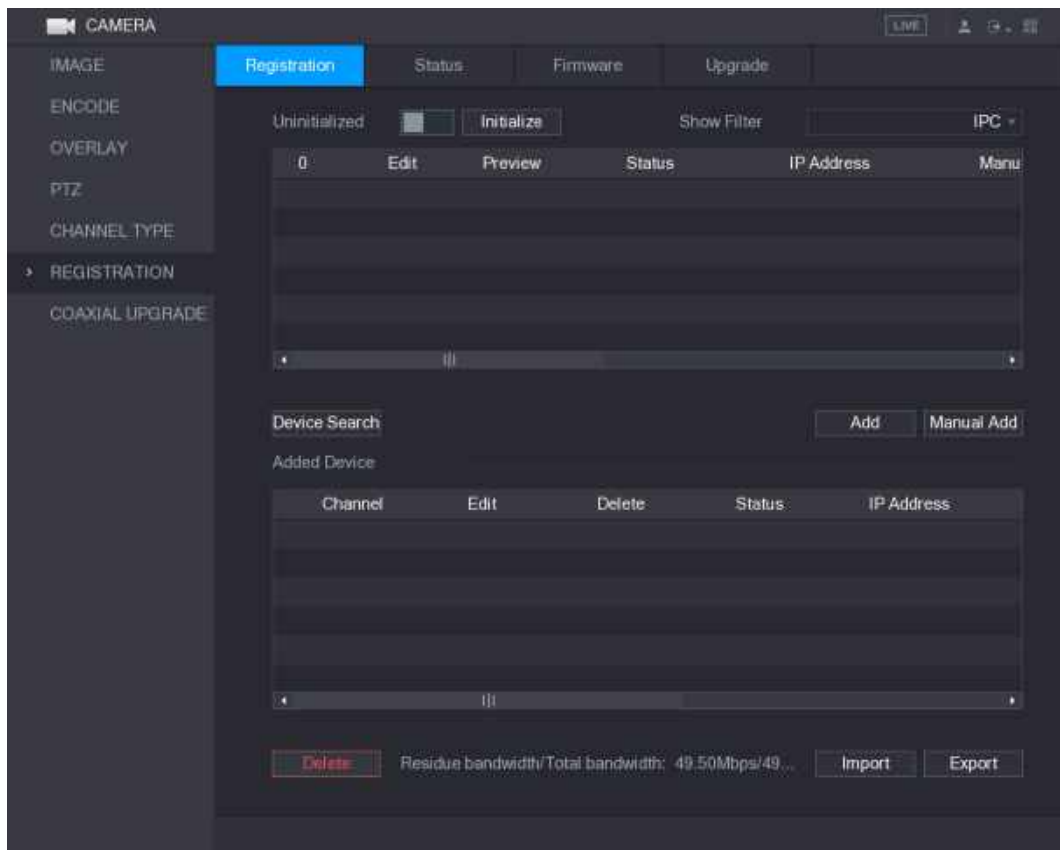 CAMERA LIVE
IMAGE Registration Status Firmware Upgrade
ENCODE Uninitialized Initialize Show Filter IPC
OVERLAY 0 Edit Preview Status IP Address Manu
PTZ
CHANNEL TYPE
REGISTRATION
COAXIAL UPGRADE
Device Search Add Manual Add
Added Device
Channel Edit Delete Status IP Address
Delete Residue bandwidth/Total bandwidth: 49.50Mbps/49... Import Export